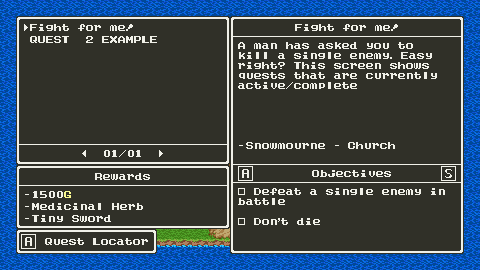 Fight for me!
QUEST 2 EXAMPLE
01/01
Rewards
-1500G
-Medicinal Herb
-Tiny Sword
A Quest Locator
Fight for me!
A man has asked you to
kill a single enemy. Easy
right? This screen shows
quests that are currently
active/complete
-Snowmourne - Church
A Objectives S
Defeat a single enemy in
battle
Don't die